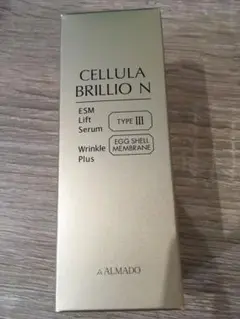 CELLULA
BRILLIO N
ESM
Lift
Serum
TYPE III
Wrinkle
Plus
EGG SHELL
MEMBRANE
ALMADO